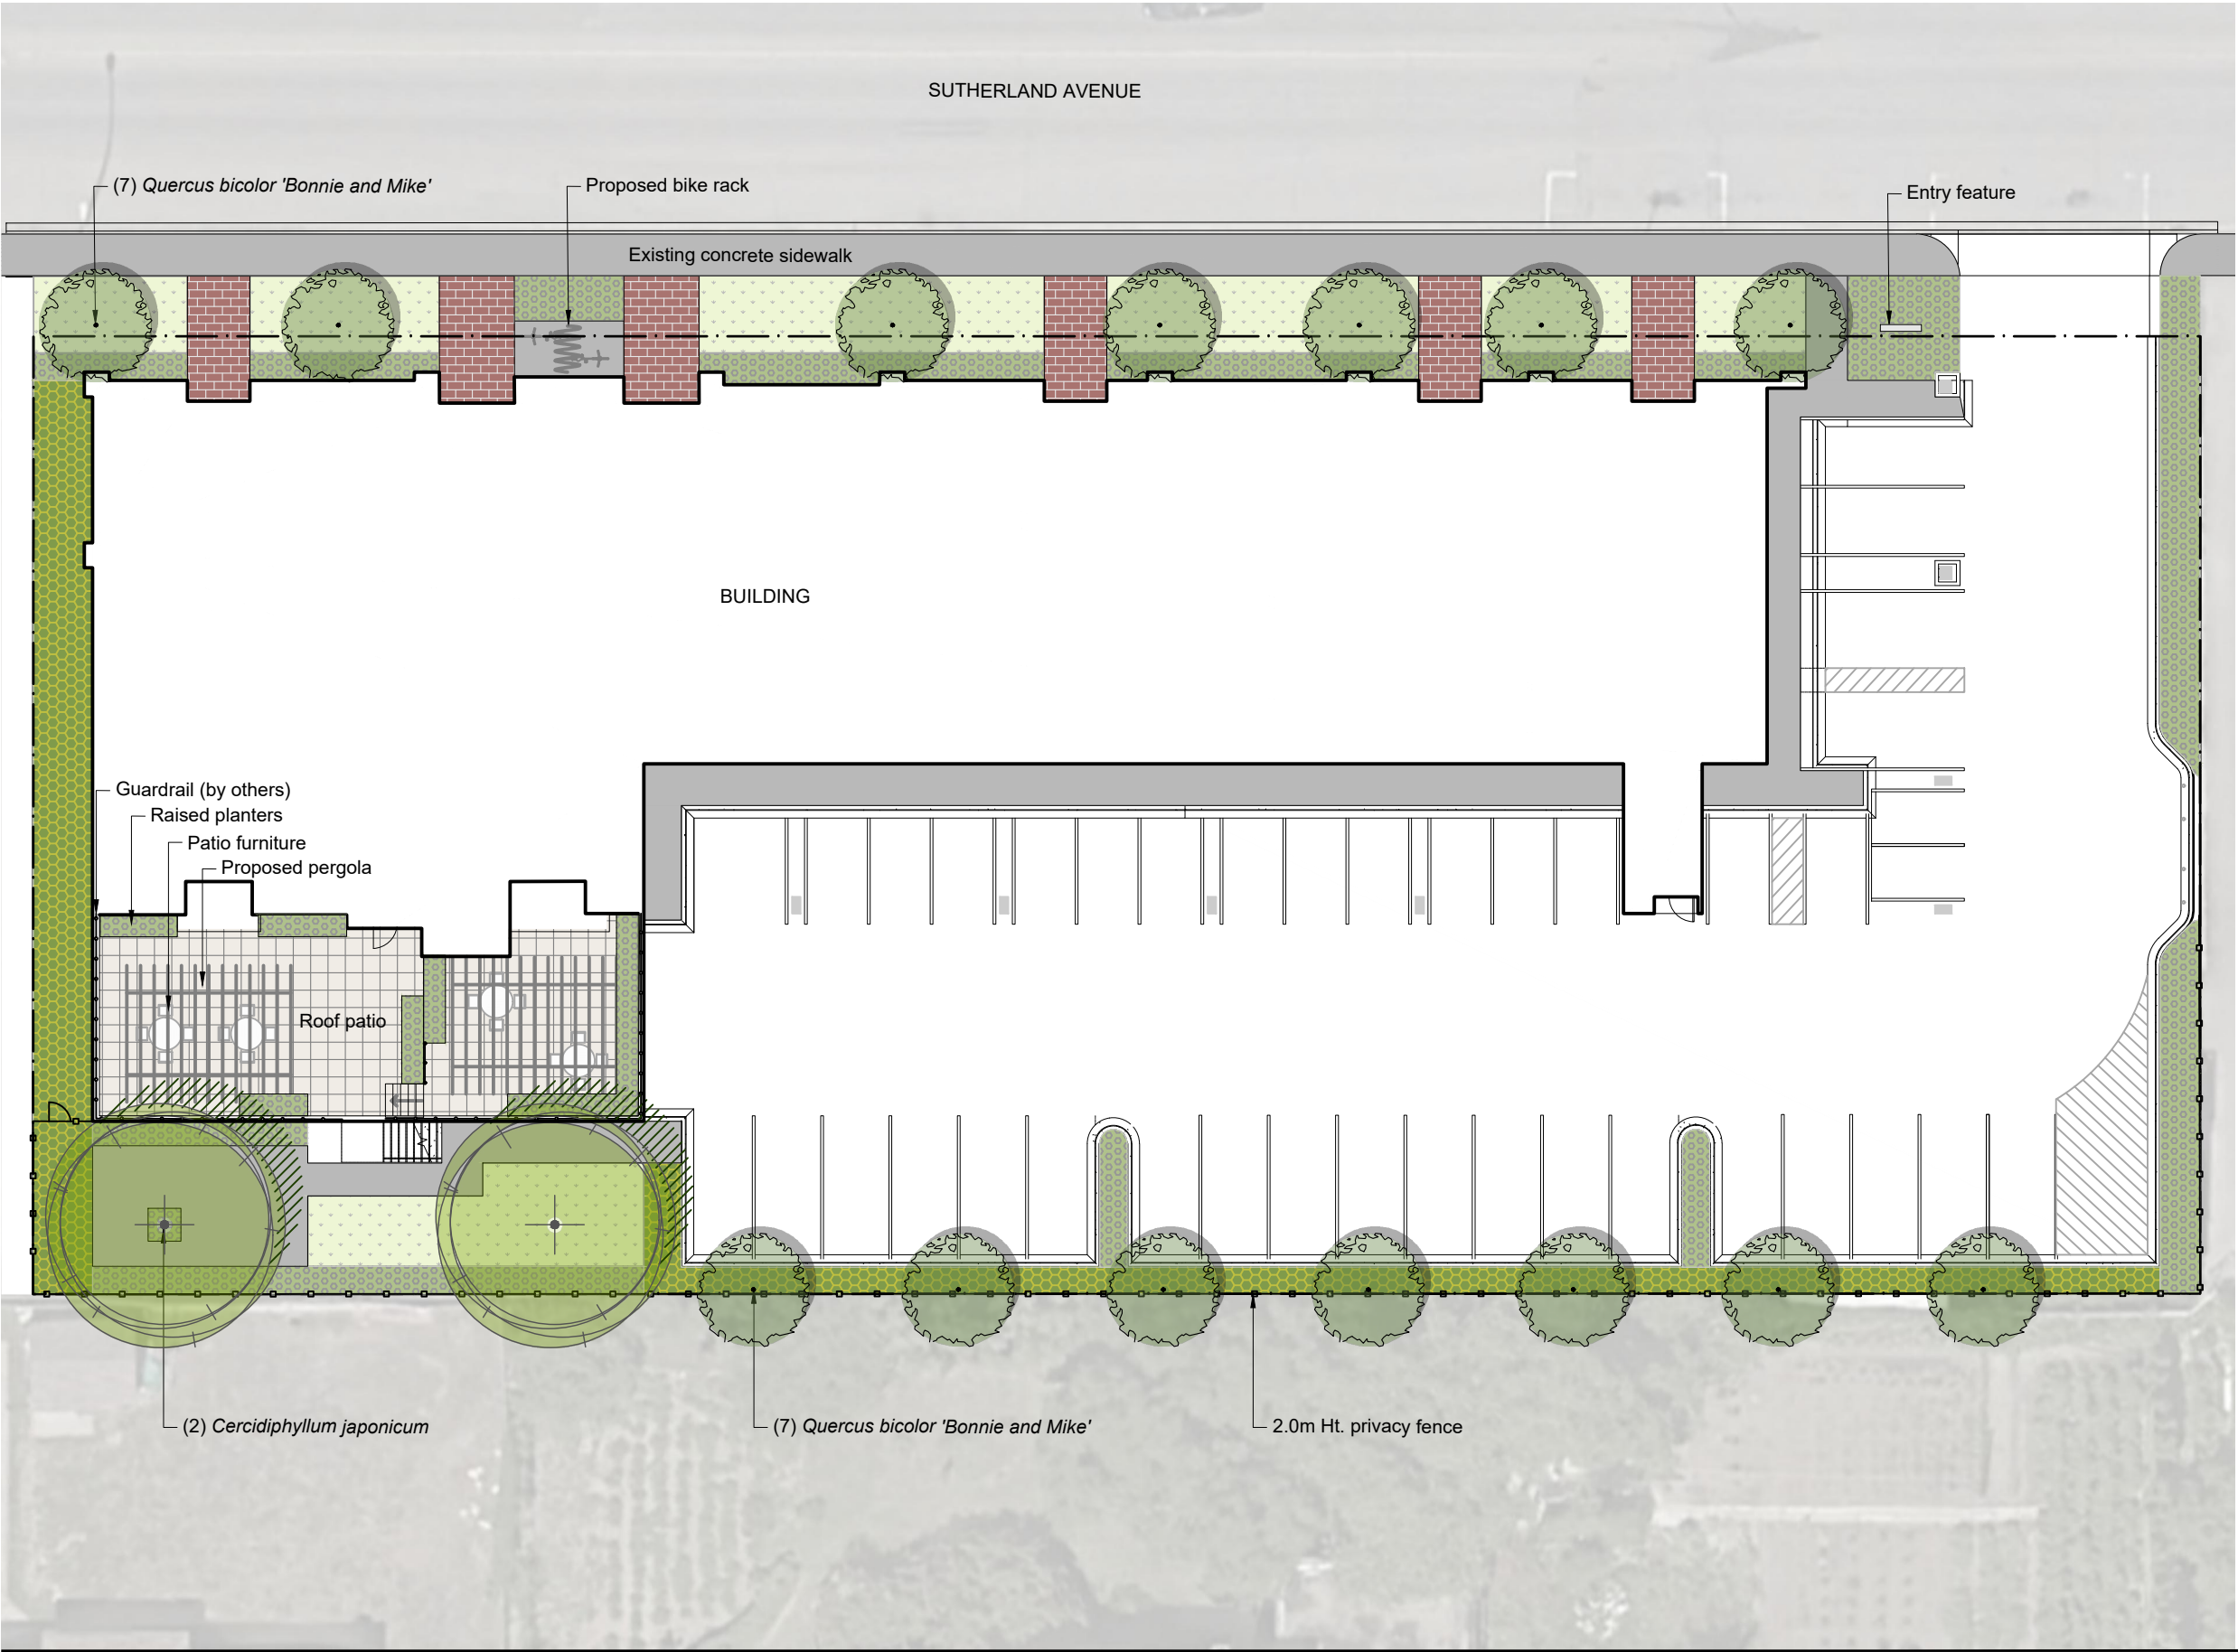 SUTHERLAND AVENUE
(7) Quercus bicolor 'Bonnie and Mike'
Proposed bike rack
Entry feature
Existing concrete sidewalk
BUILDING
Guardrail (by others)
Raised planters
Patio furniture
Proposed pergola
Roof patio
(2) Cercidiphyllum japonicum
(7) Quercus bicolor 'Bonnie and Mike'
2.0m Ht. privacy fence